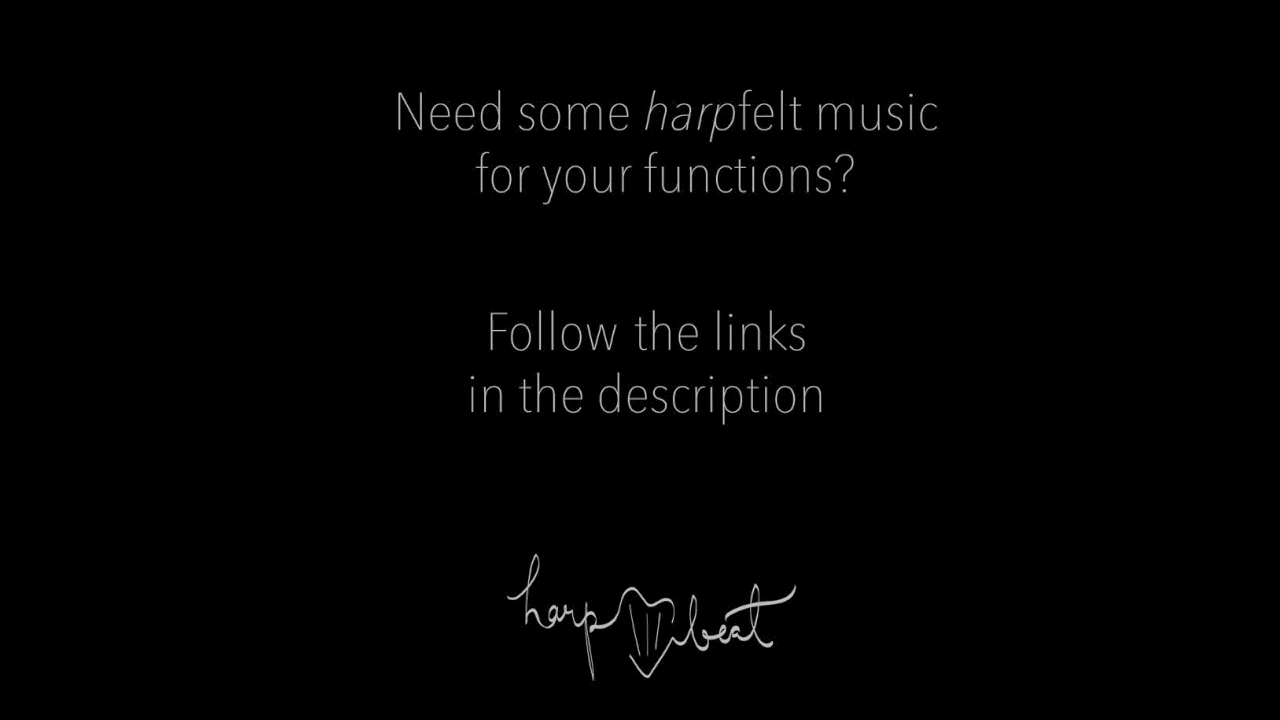 Need some harpfelt music
for your functions?
Follow the links
in the description
harp beat